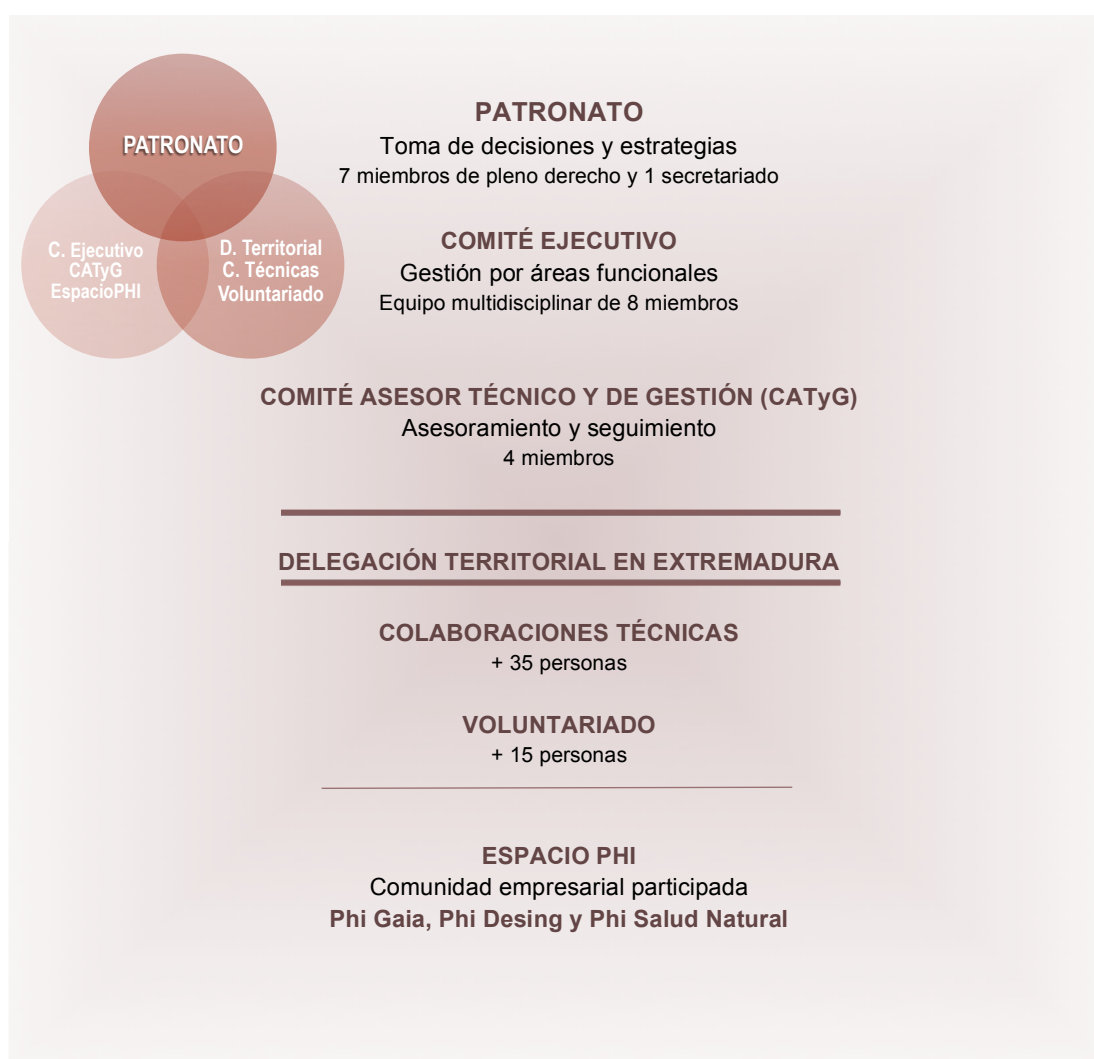 PATRONATO
C. Ejecutivo
CATyG
EspacioPHI
D. Territorial
C. Técnicas
Voluntariado
PATRONATO
Toma de decisiones y estrategias
7 miembros de pleno derecho y 1 secretariado
COMITÉ EJECUTIVO
Gestión por áreas funcionales
Equipo multidisciplinar de 8 miembros
COMITÉ ASESOR TÉCNICO Y DE GESTIÓN (CATyG)
Asesoramiento y seguimiento
4 miembros
DELEGACIÓN TERRITORIAL EN EXTREMADURA
COLABORACIONES TÉCNICAS
+ 35 personas
VOLUNTARIADO
+ 15 personas
ESPACIO PHI
Comunidad empresarial participada
Phi Gaia, Phi Desing y Phi Salud Natural